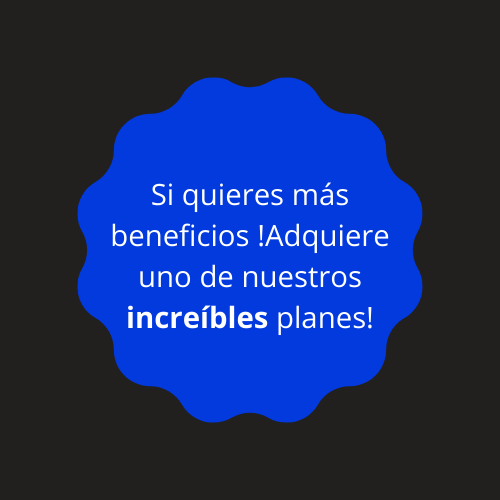 Si quieres más
beneficios !Adquiere
uno de nuestros
increíbles planes!